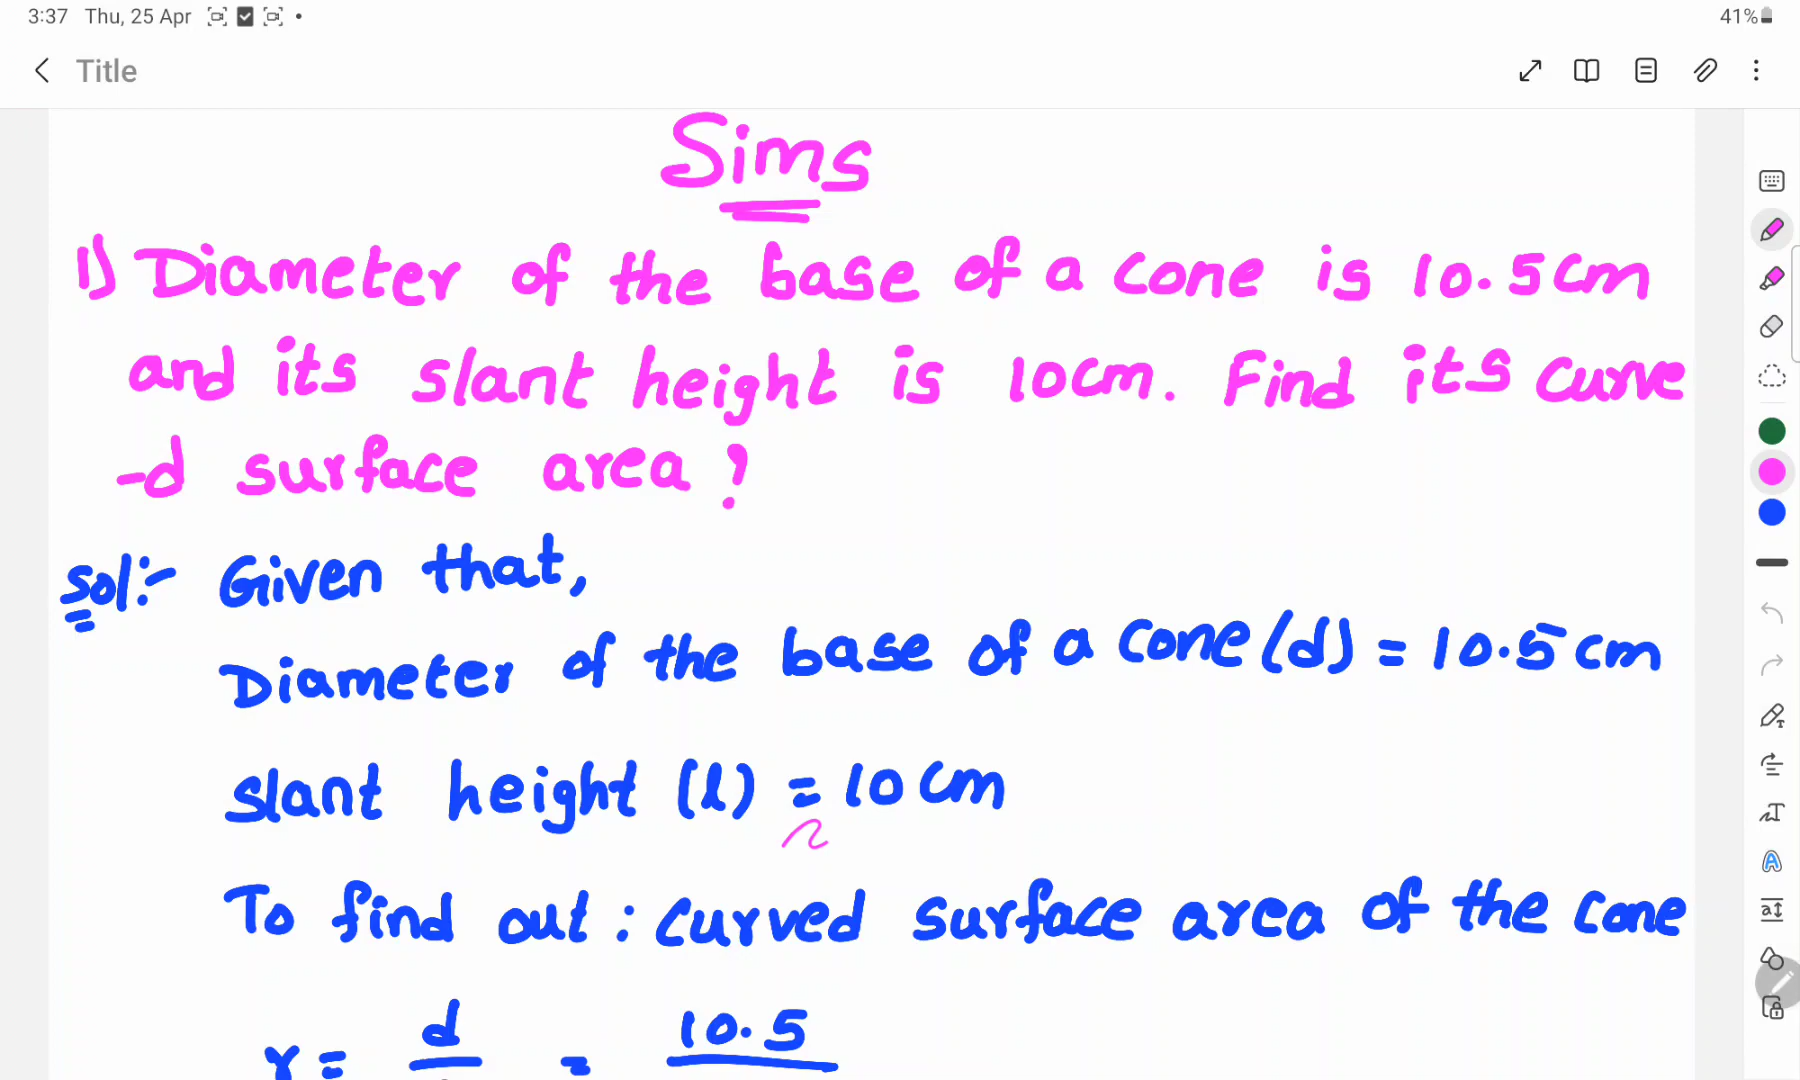 3:37 Thu, 25 Apr
41%
Title
Sims
1) Diameter of the base of a cone is 10.5cm
and its slant height is 10cm. Find its curve
-d surface area?
Sol:- Given that,
Diameter of the base of a cone (d) = 10.5 cm
slant height (l) = 10 cm
To find out : curved surface area of the cone
r = d = 10.5